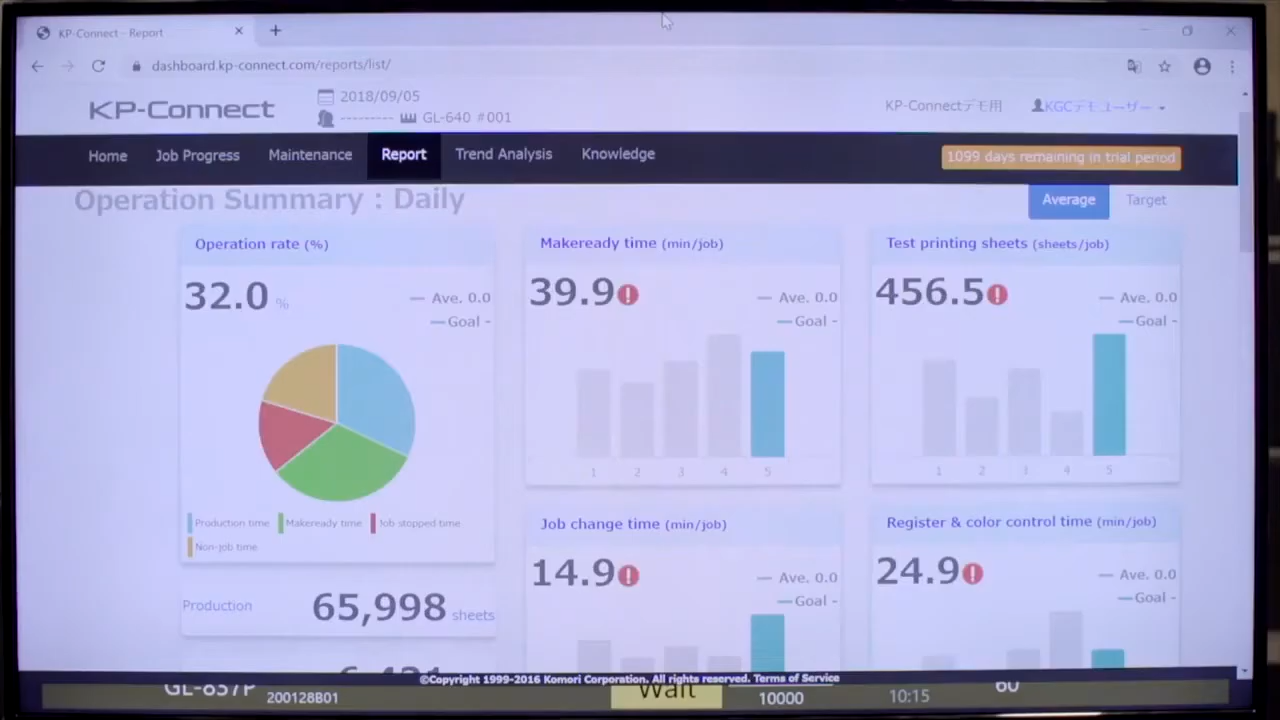 KP-Connect - Report
dashboard.kp-connect.com/reports/list/
KP-Connect
2018/09/05
--------- GL-640 #001
KP-Connectデモ用
KGCデモユーザー
Home
Job Progress
Maintenance
Report
Trend Analysis
Knowledge
1099 days remaining in trial period
Operation Summary : Daily
Average
Target
Operation rate (%)
32.0 %
Ave. 0.0
Goal -
Production time
Makeready time
Job stopped time
Non-job time
Production 65,998 sheets
Makeready time (min/job)
39.9
Ave. 0.0
Goal -
1 2 3 4 5
Test printing sheets (sheets/job)
456.5
Ave. 0.0
Goal -
1 2 3 4 5
Job change time (min/job)
14.9
Ave. 0.0
Goal -
Register & color control time (min/job)
24.9
Ave. 0.0
Goal -
©Copyright 1999-2016 Komori Corporation. All rights reserved. Terms of Service
GL-837P 200128B01 Wait 10000 10:15 60